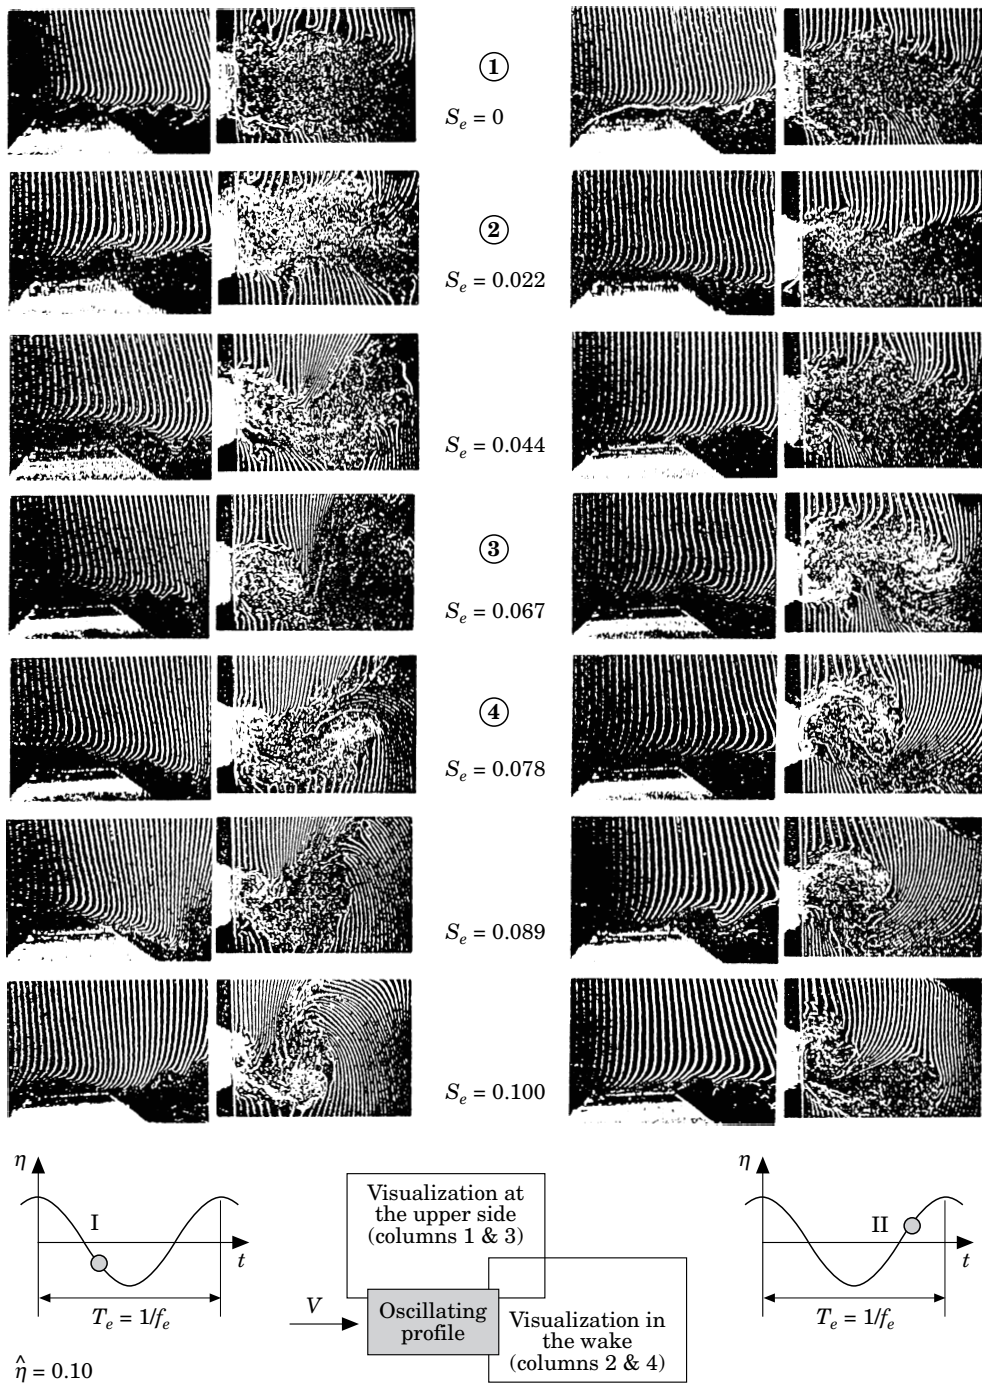 1
S_e = 0
2
S_e = 0.022
S_e = 0.044
3
S_e = 0.067
4
S_e = 0.078
S_e = 0.089
S_e = 0.100
η
I
t
T_e = 1/f_e
η̂ = 0.10
Visualization at
the upper side
(columns 1 & 3)
V
Oscillating
profile
Visualization in
the wake
(columns 2 & 4)
η
II
t
T_e = 1/f_e